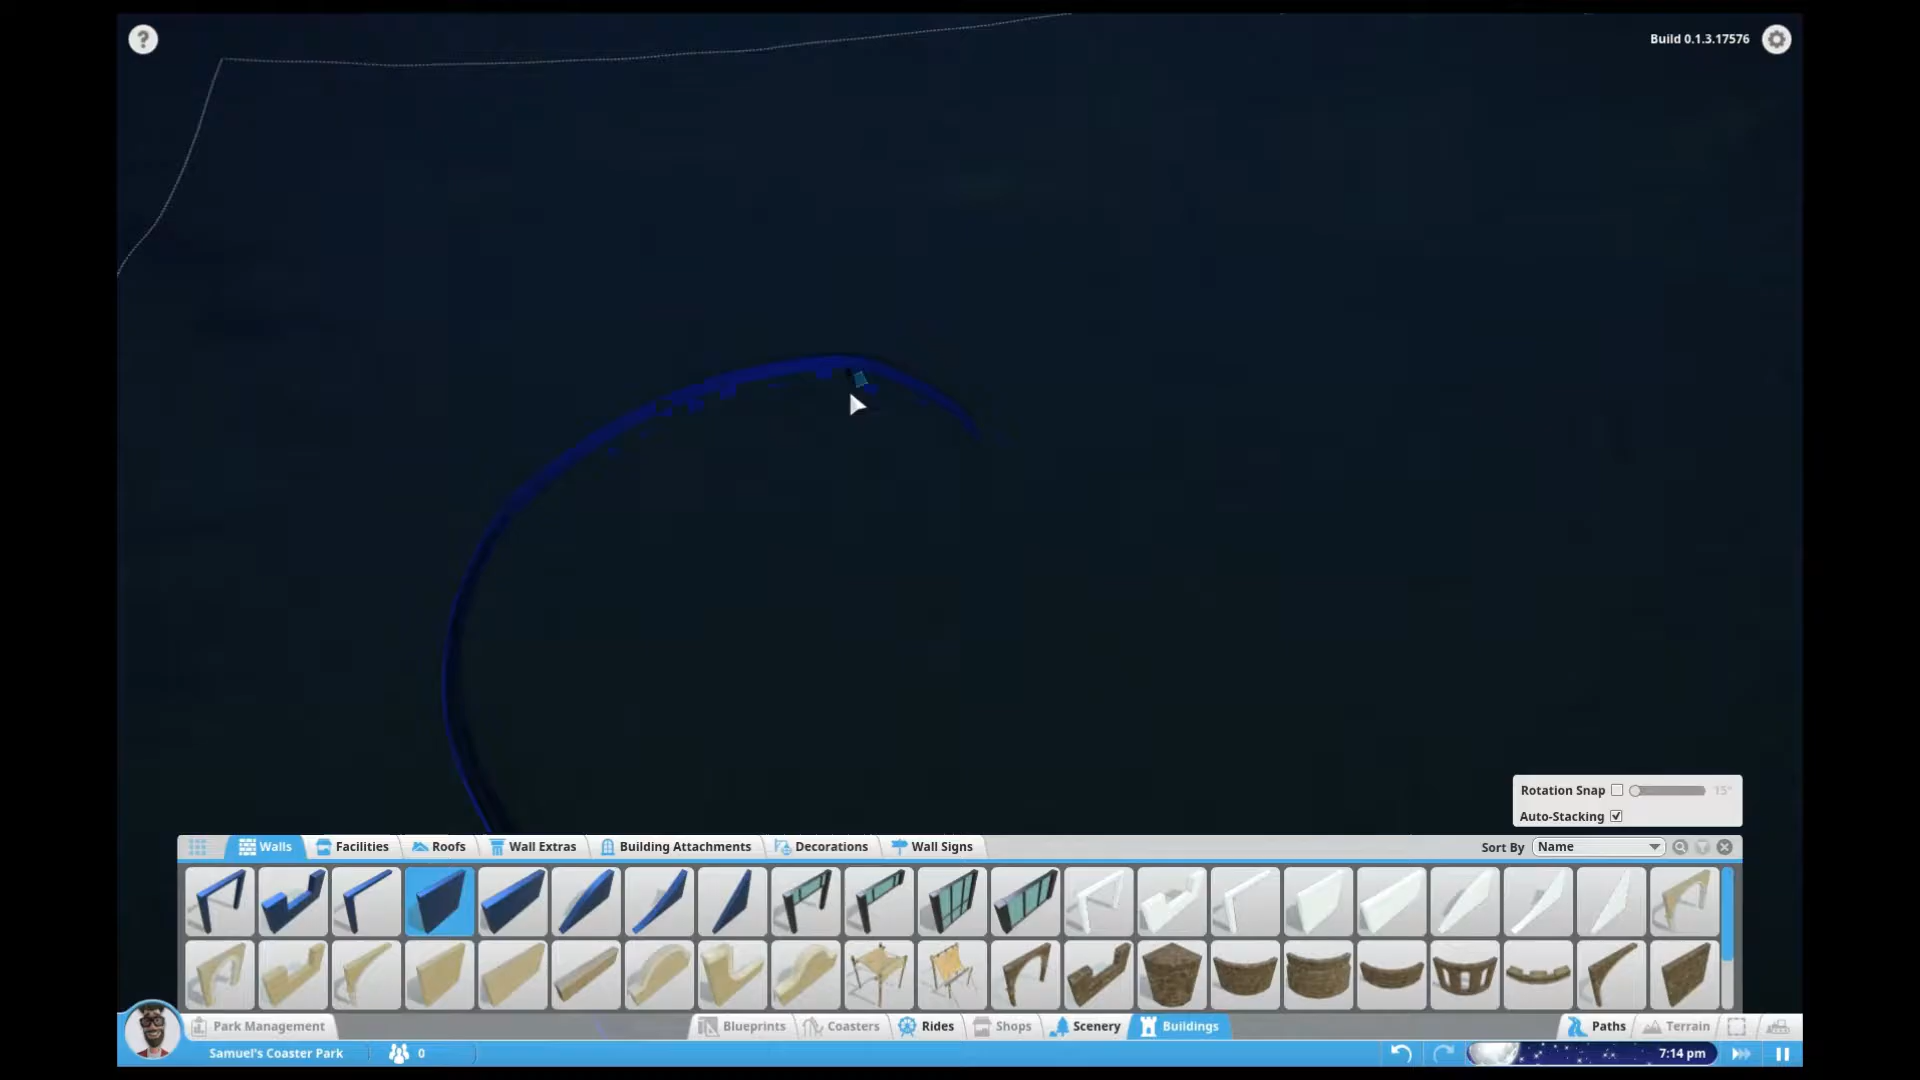 ?
Build 0.1.3.17576
Rotation Snap 15°
Auto-Stacking
Walls Facilities Roofs Wall Extras Building Attachments Decorations Wall Signs Sort By Name
Park Management Blueprints Coasters Rides Shops Scenery Buildings Paths Terrain
Samuel's Coaster Park 0 7:14 pm